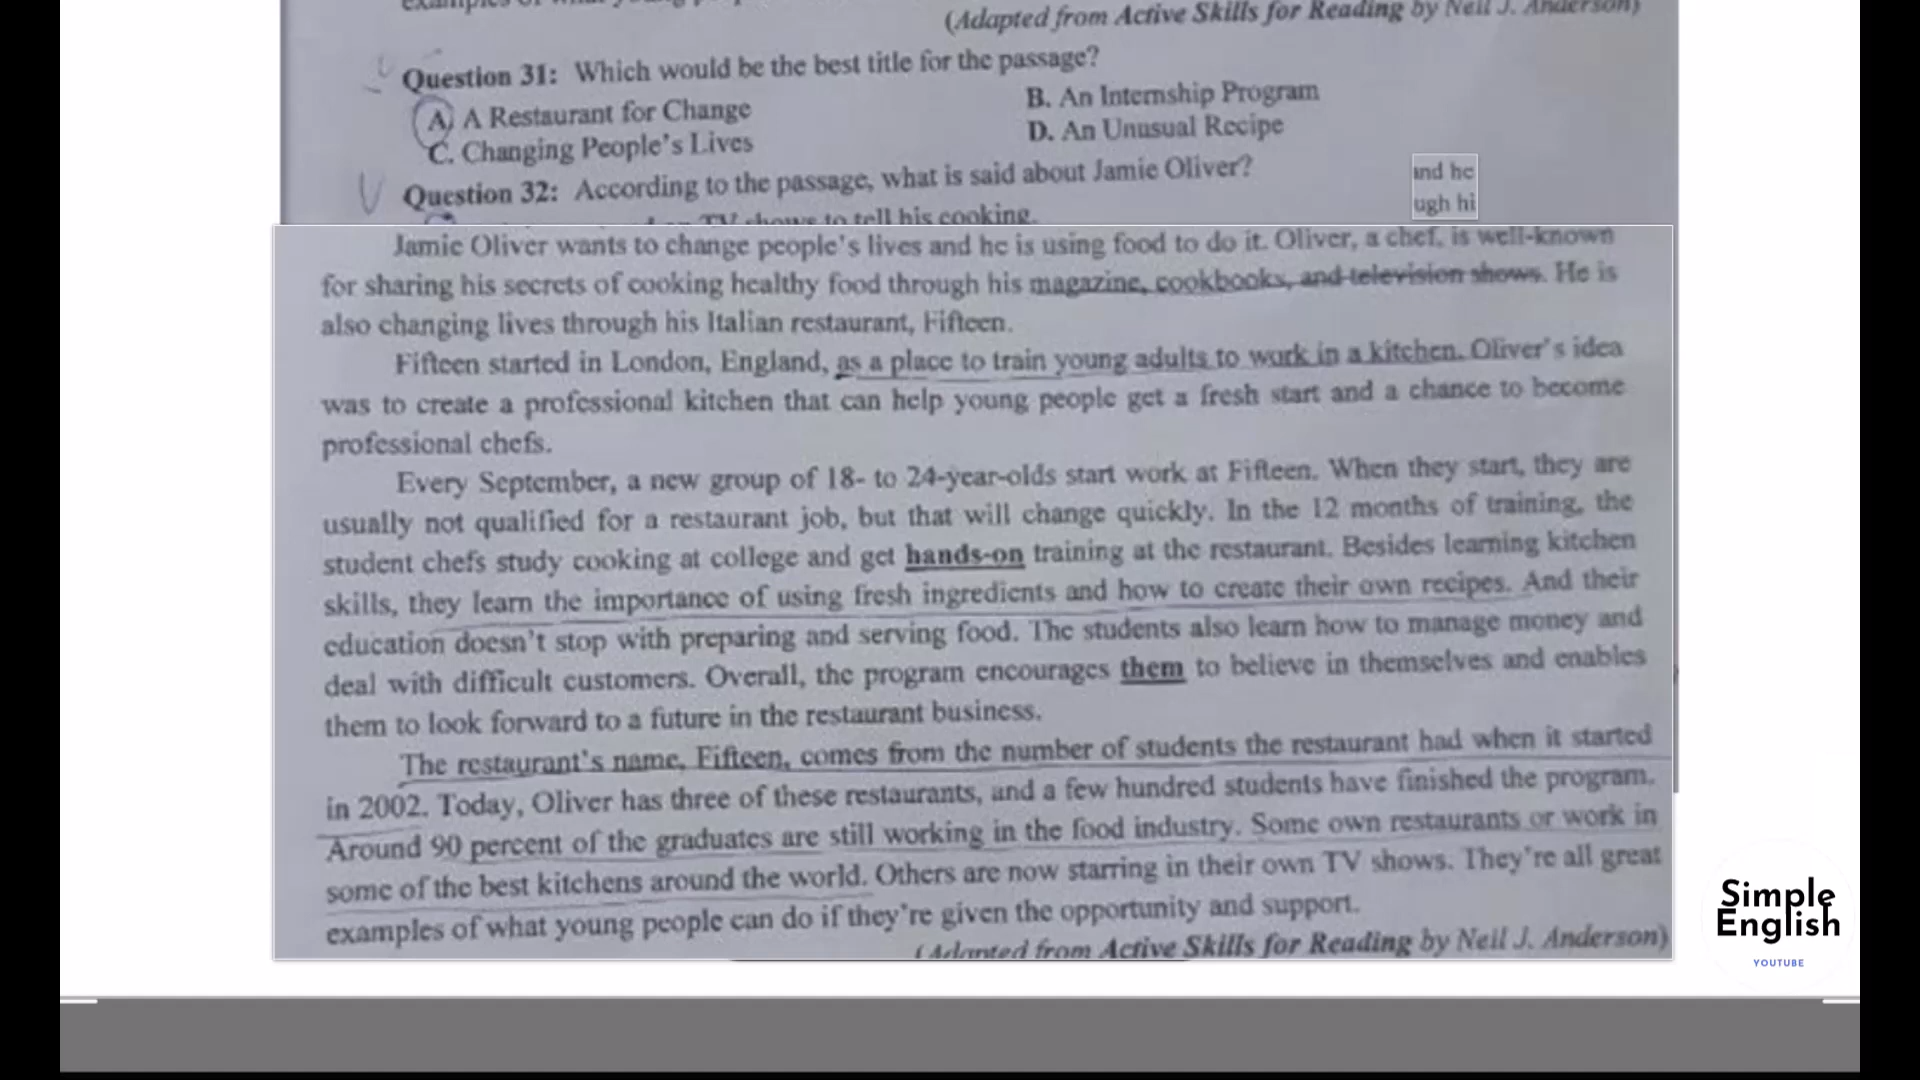 (Adapted from Active Skills for Reading by Neil J. Anderson)
Question 31: Which would be the best title for the passage?
A. A Restaurant for Change
B. An Internship Program
C. Changing People's Lives
D. An Unusual Recipe
Question 32: According to the passage, what is said about Jamie Oliver?
TV shows to tell his cooking.
and he
ugh hi
Jamie Oliver wants to change people's lives and he is using food to do it. Oliver, a chef, is well-known
for sharing his secrets of cooking healthy food through his magazine, cookbooks, and television shows. He is
also changing lives through his Italian restaurant, Fifteen.
Fifteen started in London, England, as a place to train young adults to work in a kitchen. Oliver's idea
was to create a professional kitchen that can help young people get a fresh start and a chance to become
professional chefs.
Every September, a new group of 18- to 24-year-olds start work at Fifteen. When they start, they are
usually not qualified for a restaurant job, but that will change quickly. In the 12 months of training, the
student chefs study cooking at college and get hands-on training at the restaurant. Besides learning kitchen
skills, they learn the importance of using fresh ingredients and how to create their own recipes. And their
education doesn't stop with preparing and serving food. The students also learn how to manage money and
deal with difficult customers. Overall, the program encourages them to believe in themselves and enables
them to look forward to a future in the restaurant business.
The restaurant's name, Fifteen, comes from the number of students the restaurant had when it started
in 2002. Today, Oliver has three of these restaurants, and a few hundred students have finished the program.
Around 90 percent of the graduates are still working in the food industry. Some own restaurants or work in
some of the best kitchens around the world. Others are now starring in their own TV shows. They're all great
examples of what young people can do if they're given the opportunity and support.
(Adapted from Active Skills for Reading by Neil J. Anderson)
Simple
English
YOUTUBE